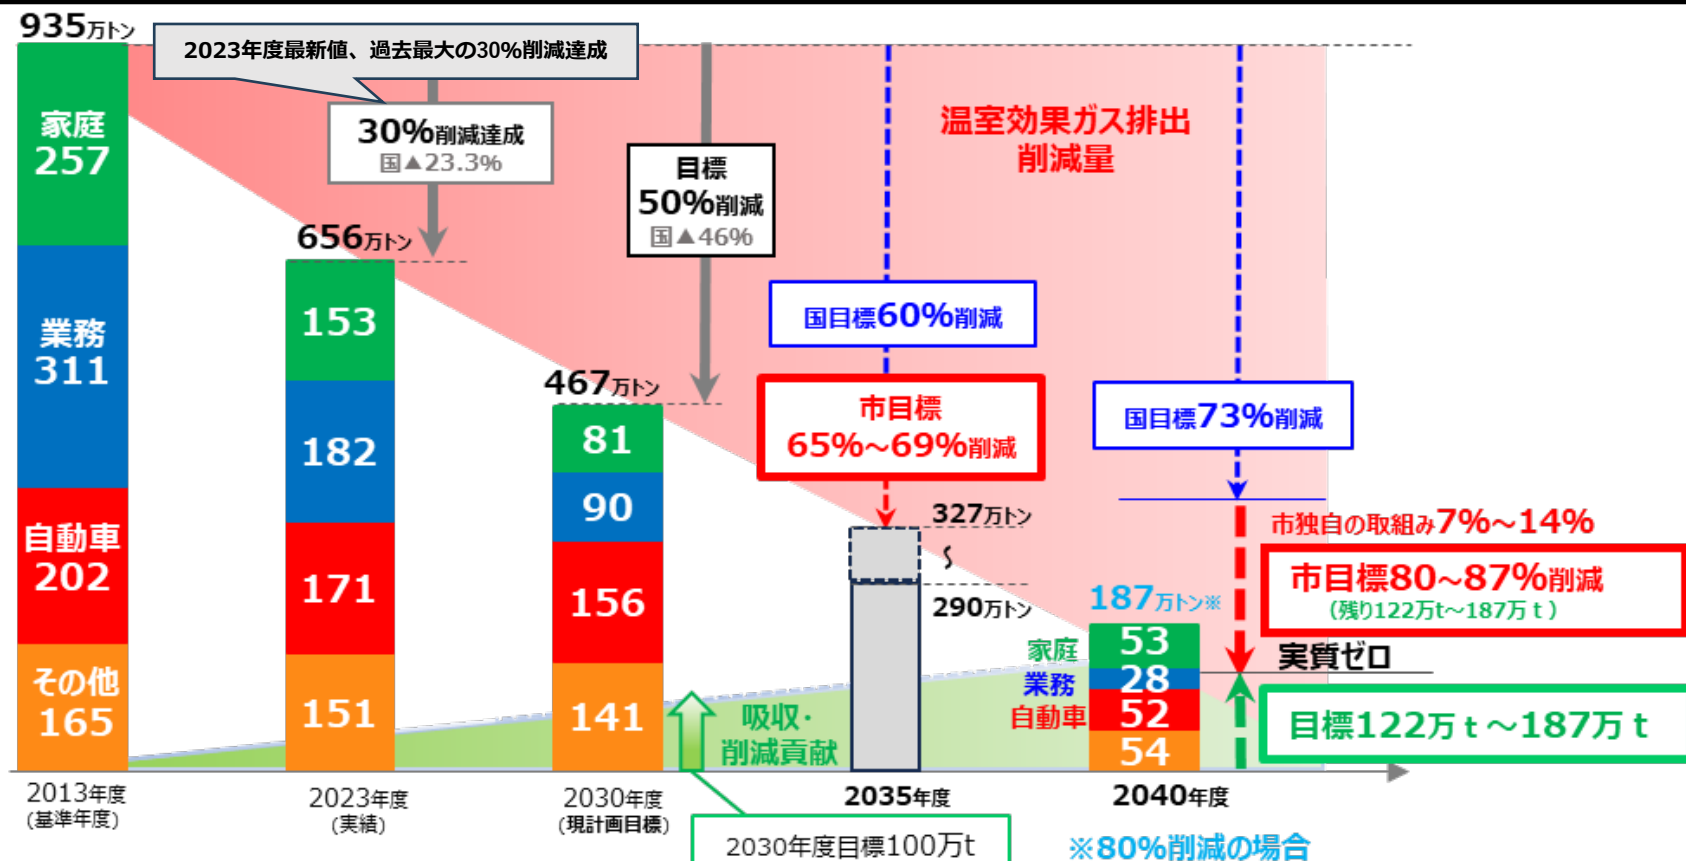 935万トン
2023年度最新値、過去最大の30%削減達成
家庭
257
業務
311
自動車
202
その他
165
2013年度
(基準年度)
30%削減達成
国▲23.3%
656万トン
153
182
171
151
2023年度
(実績)
目標
50%削減
国▲46%
467万トン
81
90
156
141
2030年度
(現計画目標)
吸収・
削減貢献
2030年度目標100万t
温室効果ガス排出
削減量
国目標60%削減
市目標
65%～69%削減
327万トン
～
290万トン
2035年度
国目標73%削減
市独自の取組み7%～14%
市目標80～87%削減
(残り122万t～187万t)
187万トン※
家庭
53
業務
28
自動車
52
54
実質ゼロ
目標122万t～187万t
2040年度
※80%削減の場合